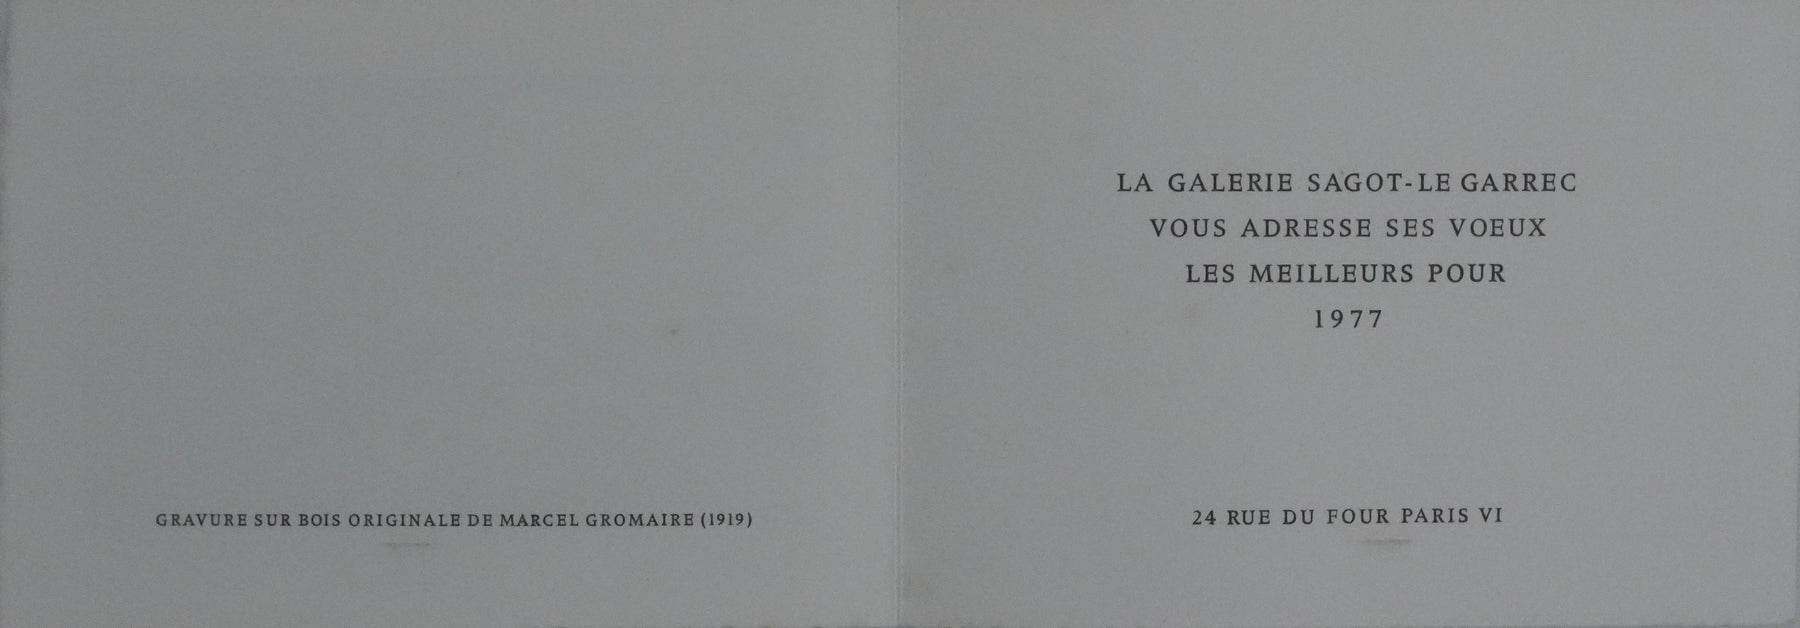 GRAVURE SUR BOIS ORIGINALE DE MARCEL GROMAIRE (1919)
LA GALERIE SAGOT-LE GARREC
VOUS ADRESSE SES VOEUX
LES MEILLEURS POUR
1977
24 RUE DU FOUR PARIS VI